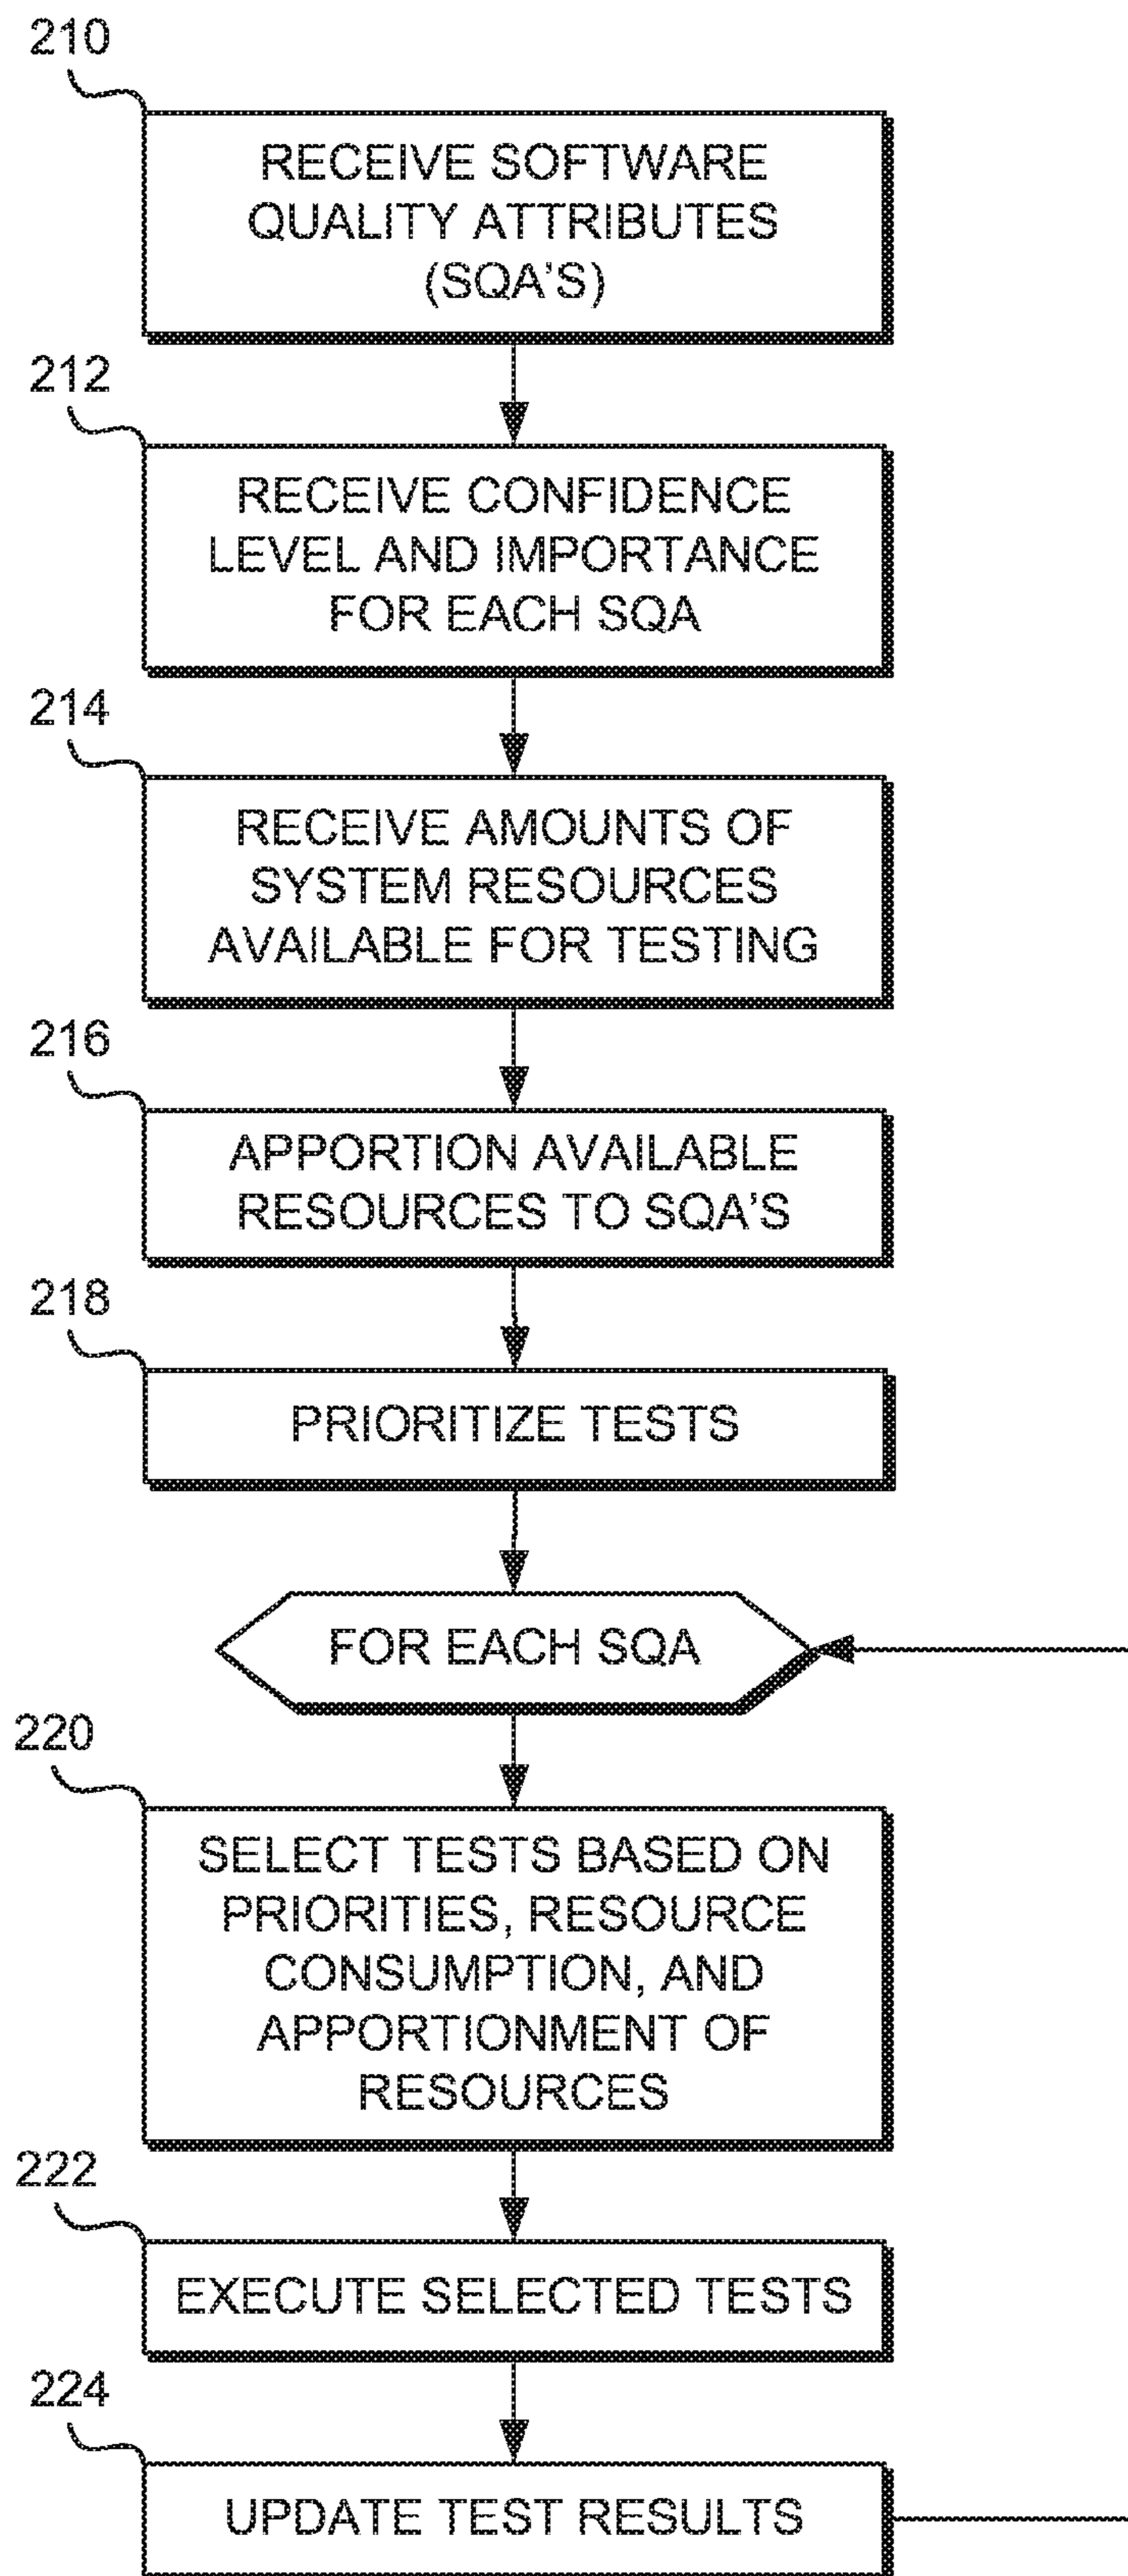 210
RECEIVE SOFTWARE
QUALITY ATTRIBUTES
(SQA'S)
212
RECEIVE CONFIDENCE
LEVEL AND IMPORTANCE
FOR EACH SQA
214
RECEIVE AMOUNTS OF
SYSTEM RESOURCES
AVAILABLE FOR TESTING
216
APPORTION AVAILABLE
RESOURCES TO SQA'S
218
PRIORITIZE TESTS
FOR EACH SQA
220
SELECT TESTS BASED ON
PRIORITIES, RESOURCE
CONSUMPTION, AND
APPORTIONMENT OF
RESOURCES
222
EXECUTE SELECTED TESTS
224
UPDATE TEST RESULTS